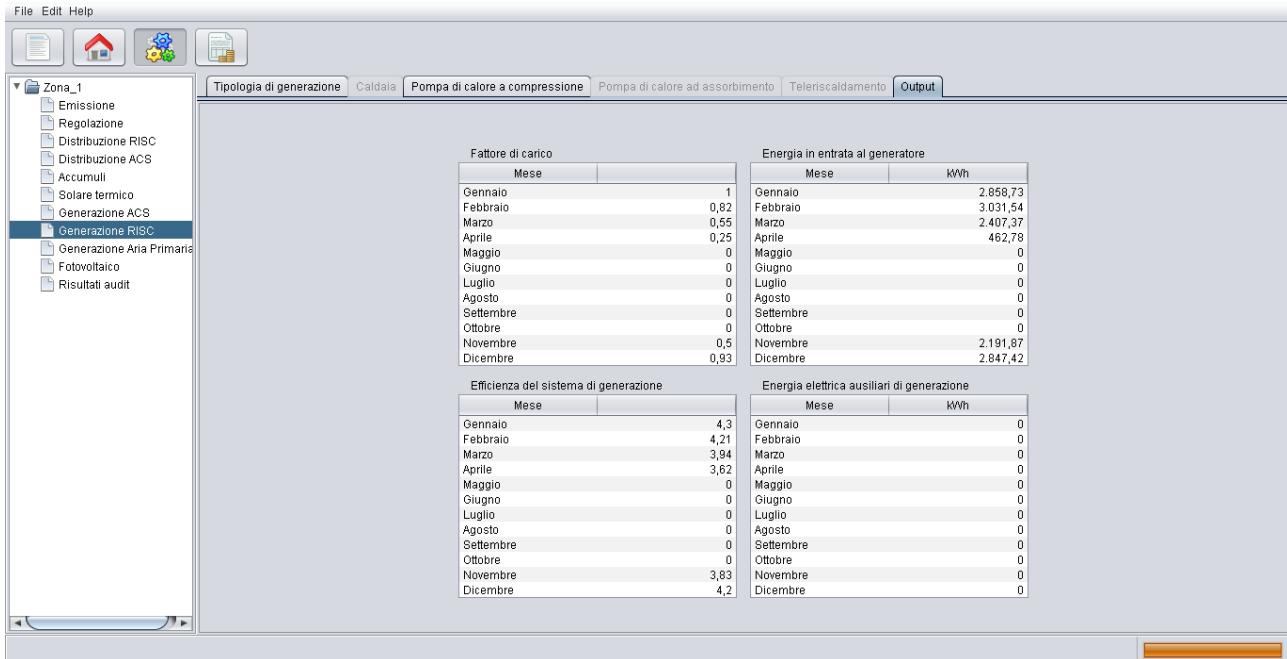 File Edit Help
Zona_1
Emissione
Regolazione
Distribuzione RISC
Distribuzione ACS
Accumuli
Solare termico
Generazione ACS
Generazione RISC
Generazione Aria Primaria
Fotovoltaico
Risultati audit
Tipologia di generazione Caldaia Pompa di calore a compressione Pompa di calore ad assorbimento Teleriscaldamento Output
Fattore di carico
Mese
Gennaio 1
Febbraio 0,82
Marzo 0,55
Aprile 0,25
Maggio 0
Giugno 0
Luglio 0
Agosto 0
Settembre 0
Ottobre 0
Novembre 0,5
Dicembre 0,93
Energia in entrata al generatore
Mese kWh
Gennaio 2.858,73
Febbraio 3.031,54
Marzo 2.407,37
Aprile 462,78
Maggio 0
Giugno 0
Luglio 0
Agosto 0
Settembre 0
Ottobre 0
Novembre 2.191,87
Dicembre 2.847,42
Efficienza del sistema di generazione
Mese
Gennaio 4,3
Febbraio 4,21
Marzo 3,94
Aprile 3,62
Maggio 0
Giugno 0
Luglio 0
Agosto 0
Settembre 0
Ottobre 0
Novembre 3,83
Dicembre 4,2
Energia elettrica ausiliari di generazione
Mese kWh
Gennaio 0
Febbraio 0
Marzo 0
Aprile 0
Maggio 0
Giugno 0
Luglio 0
Agosto 0
Settembre 0
Ottobre 0
Novembre 0
Dicembre 0